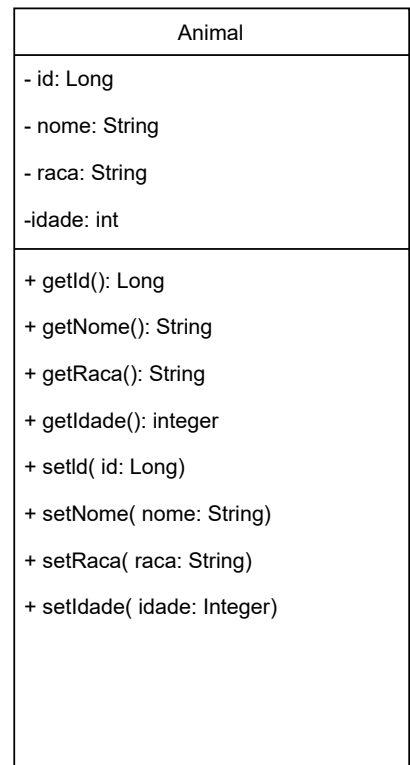 Animal
- id: Long
- nome: String
- raca: String
-idade: int
+ getId(): Long
+ getNome(): String
+ getRaca(): String
+ getIdade(): integer
+ setId( id: Long)
+ setNome( nome: String)
+ setRaca( raca: String)
+ setIdade( idade: Integer)